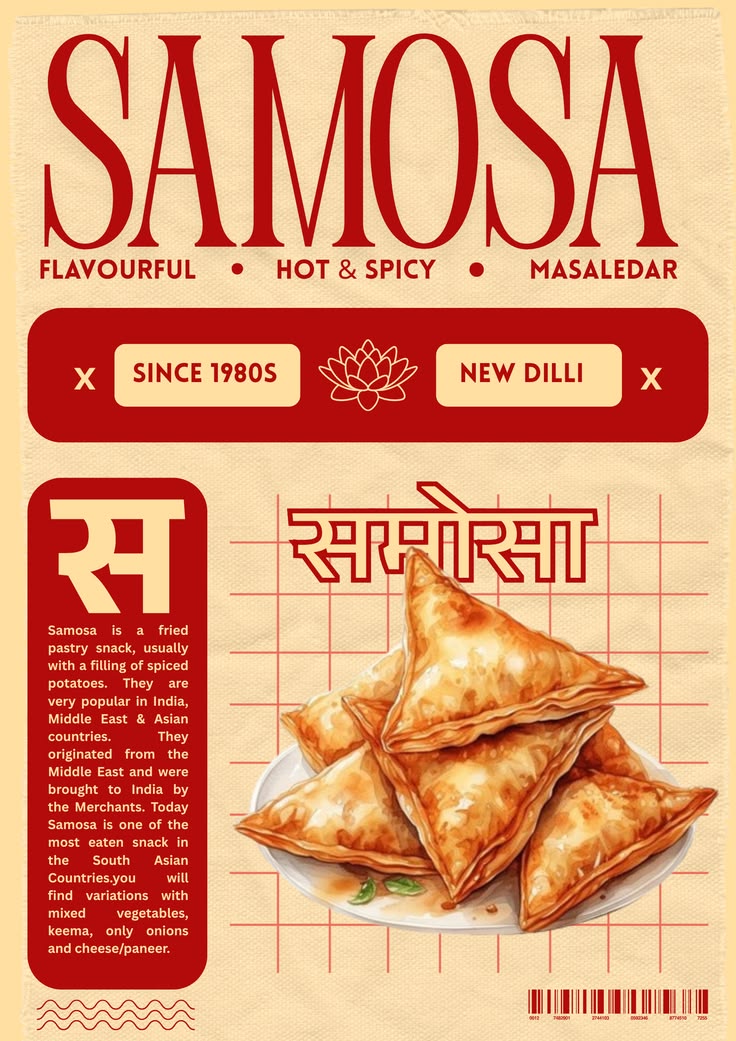 SAMOSA
FLAVOURFUL • HOT & SPICY • MASALEDAR
X SINCE 1980S NEW DILLI X
स
समोसा
Samosa is a fried
pastry snack, usually
with a filling of spiced
potatoes. They are
very popular in India,
Middle East & Asian
countries. They
originated from the
Middle East and were
brought to India by
the Merchants. Today
Samosa is one of the
most eaten snack in
the South Asian
Countries.you will
find variations with
mixed vegetables,
keema, only onions
and cheese/paneer.